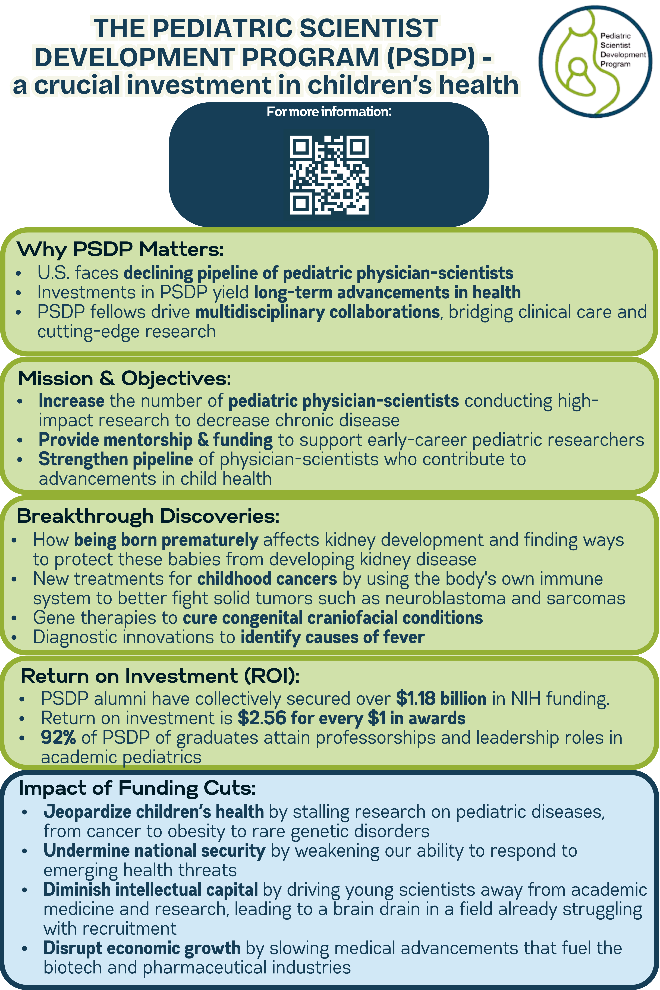 THE PEDIATRIC SCIENTIST
DEVELOPMENT PROGRAM (PSDP) -
a crucial investment in children's health
Pediatric
Scientist
Development
Program
For more information:
Why PSDP Matters:
• U.S. faces declining pipeline of pediatric physician-scientists
• Investments in PSDP yield long-term advancements in health
• PSDP fellows drive multidisciplinary collaborations, bridging clinical care and
cutting-edge research
Mission & Objectives:
• Increase the number of pediatric physician-scientists conducting high-
impact research to decrease chronic disease
• Provide mentorship & funding to support early-career pediatric researchers
• Strengthen pipeline of physician-scientists who contribute to
advancements in child health
Breakthrough Discoveries:
• How being born prematurely affects kidney development and finding ways
to protect these babies from developing kidney disease
• New treatments for childhood cancers by using the body's own immune
system to better fight solid tumors such as neuroblastoma and sarcomas
• Gene therapies to cure congenital craniofacial conditions
• Diagnostic innovations to identify causes of fever
Return on Investment (ROI):
• PSDP alumni have collectively secured over $1.18 billion in NIH funding.
• Return on investment is $2.56 for every $1 in awards
• 92% of PSDP of graduates attain professorships and leadership roles in
academic pediatrics
Impact of Funding Cuts:
• Jeopardize children's health by stalling research on pediatric diseases,
from cancer to obesity to rare genetic disorders
• Undermine national security by weakening our ability to respond to
emerging health threats
• Diminish intellectual capital by driving young scientists away from academic
medicine and research, leading to a brain drain in a field already struggling
with recruitment
• Disrupt economic growth by slowing medical advancements that fuel the
biotech and pharmaceutical industries